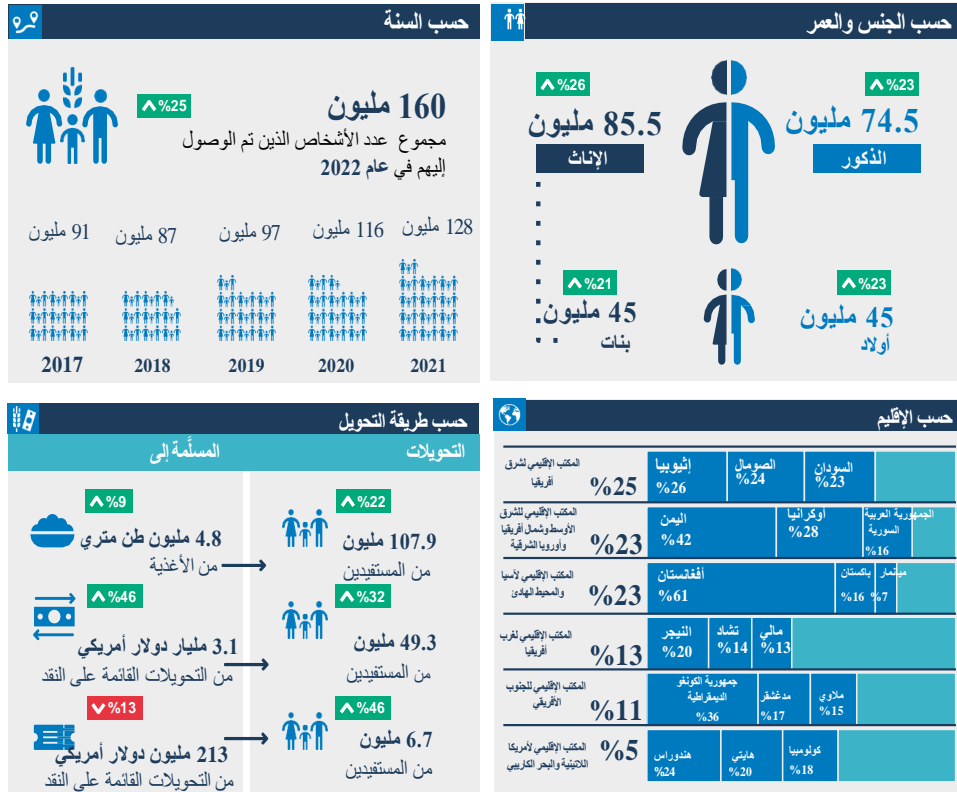 حسب الجنس والعمر
%23
74.5 مليون
الذكور
%26
85.5 مليون
الإناث
%23
45 مليون
أولاد
%21
45 مليون
بنات
حسب السنة
160 مليون
%25
مجموع عدد الأشخاص الذين تم الوصول
إليهم في عام 2022
128 مليون
116 مليون
97 مليون
87 مليون
91 مليون
2021
2020
2019
2018
2017
حسب الإقليم
المكتب الإقليمي لشرق
أفريقيا
%25
إثيوبيا
%26
الصومال
%24
السودان
%23
المكتب الإقليمي للشرق
الأوسط وشمال أفريقيا
وأوروبا الشرقية
%23
اليمن
%42
أوكرانيا
%28
الجمهورية العربية
السورية
%16
المكتب الإقليمي لآسيا
والمحيط الهادئ
%23
أفغانستان
%61
باكستان
%16
ميانمار
%7
المكتب الإقليمي لغرب
أفريقيا
%13
النيجر
%20
تشاد
%14
مالي
%13
المكتب الإقليمي للجنوب
الأفريقي
%11
جمهورية الكونغو
الديمقراطية
%36
مدغشقر
%17
ملاوي
%15
المكتب الإقليمي لأمريكا
اللاتينية والبحر الكاريبي
%5
هندوراس
%24
هايتي
%20
كولومبيا
%18
حسب طريقة التحويل
التحويلات
المسلَّمة إلى
%22
107.9 مليون
من المستفيدين
%9
4.8 مليون طن متري
من الأغذية
%32
49.3 مليون
من المستفيدين
%46
3.1 مليار دولار أمريكي
من التحويلات القائمة على النقد
%46
6.7 مليون
من المستفيدين
%13
213 مليون دولار أمريكي
من التحويلات القائمة على النقد